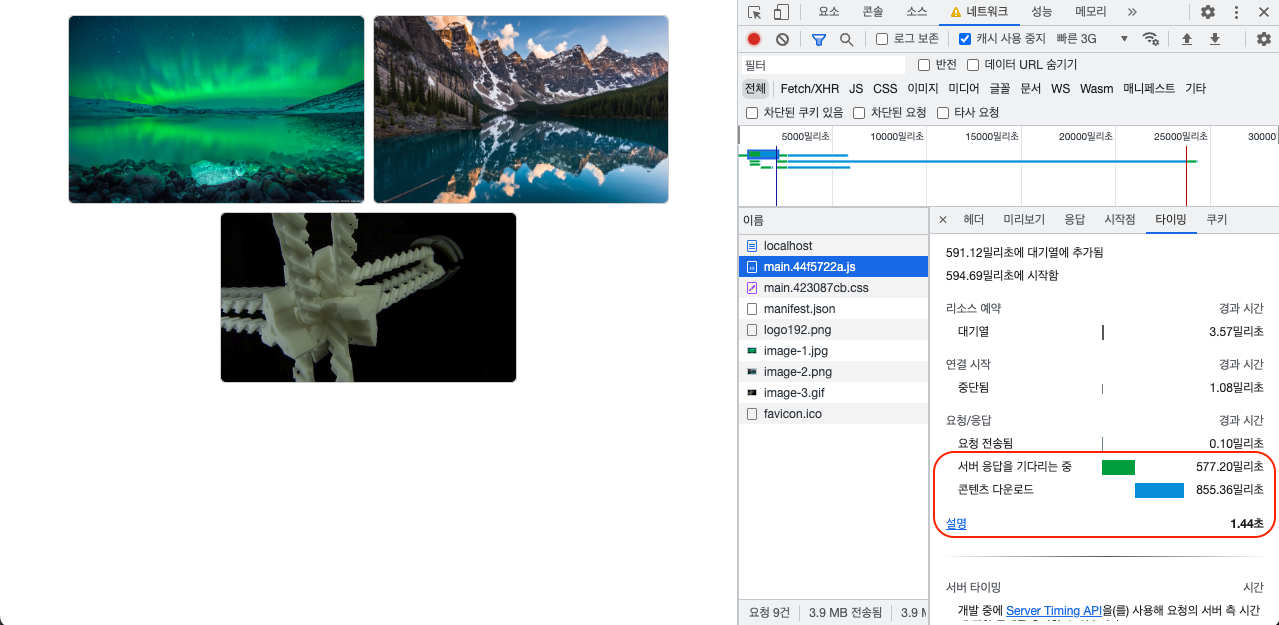 요소 콘솔 소스 네트워크 성능 메모리
로그 보존 캐시 사용 중지 빠른 3G
필터 반전 데이터 URL 숨기기
전체 Fetch/XHR JS CSS 이미지 미디어 글꼴 문서 WS Wasm 매니페스트 기타
차단된 쿠키 있음 차단된 요청 타사 요청
5000밀리초 10000밀리초 15000밀리초 20000밀리초 25000밀리초 30000
이름
localhost
main.44f5722a.js
main.423087cb.css
manifest.json
logo192.png
image-1.jpg
image-2.png
image-3.gif
favicon.ico
요청 9건 3.9 MB 전송됨 3.9
헤더 미리보기 응답 시작점 타이밍 쿠키
591.12밀리초에 대기열에 추가됨
594.69밀리초에 시작함
리소스 예약 경과 시간
대기열 3.57밀리초
연결 시작 경과 시간
중단됨 1.08밀리초
요청/응답 경과 시간
요청 전송됨 0.10밀리초
서버 응답을 기다리는 중 577.20밀리초
콘텐츠 다운로드 855.36밀리초
설명 1.44초
서버 타이밍 시간
개발 중에 Server Timing API을(를) 사용해 요청의 서버 측 시간